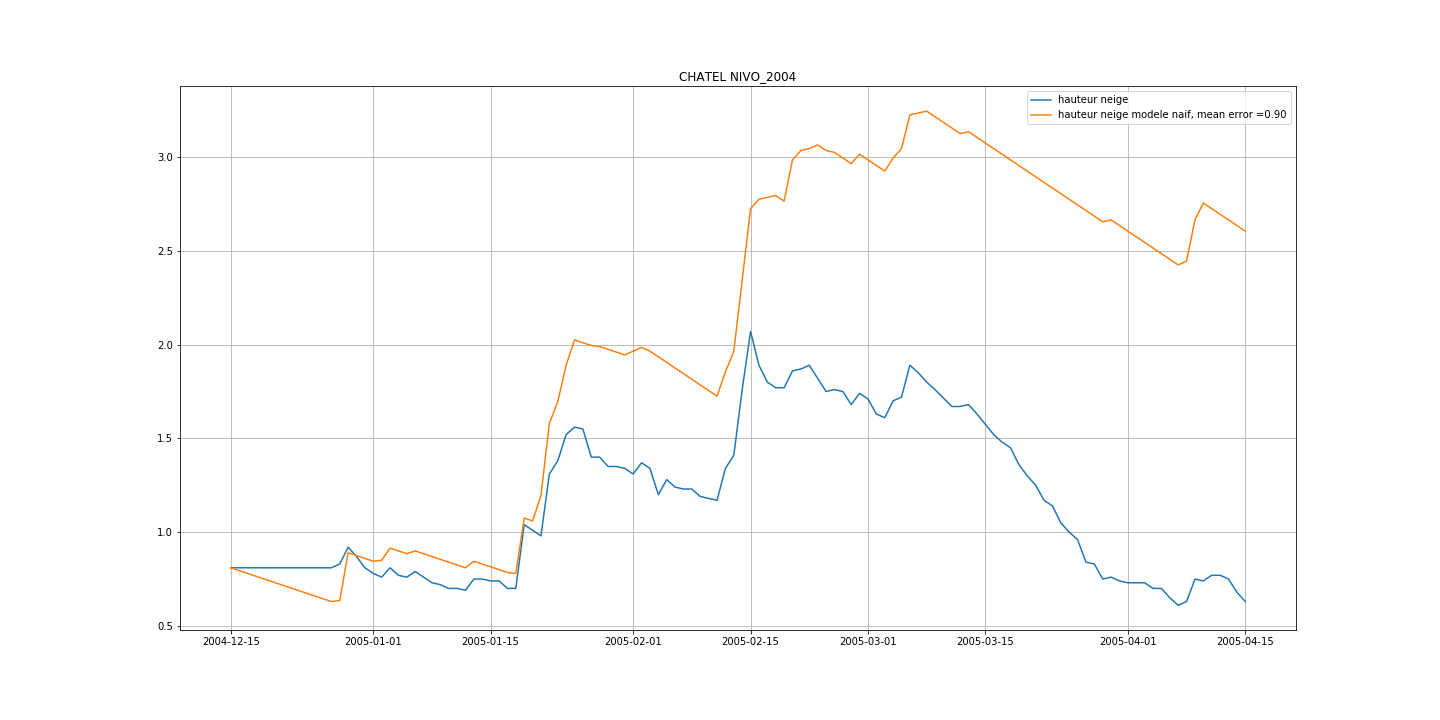 CHATEL NIVO_2004
hauteur neige
hauteur neige modele naif, mean error =0.90
3.0
2.5
2.0
1.5
1.0
0.5
2004-12-15 2005-01-01 2005-01-15 2005-02-01 2005-02-15 2005-03-01 2005-03-15 2005-04-01 2005-04-15